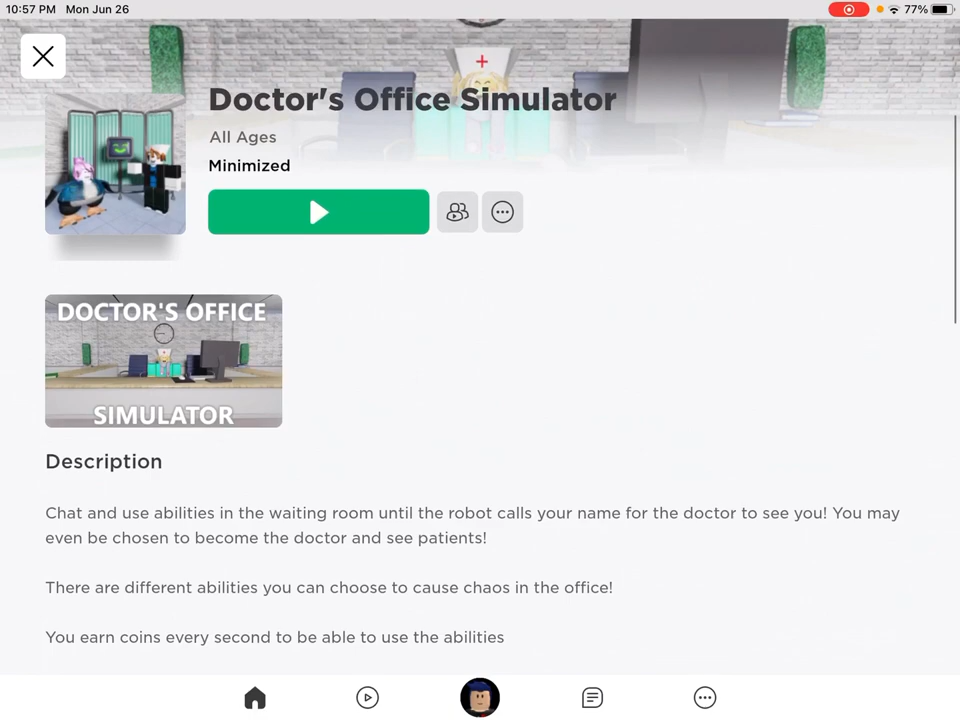 10:57 PM Mon Jun 26
77%
Doctor's Office Simulator
All Ages
Minimized
DOCTOR'S OFFICE
SIMULATOR
Description
Chat and use abilities in the waiting room until the robot calls your name for the doctor to see you! You may
even be chosen to become the doctor and see patients!
There are different abilities you can choose to cause chaos in the office!
You earn coins every second to be able to use the abilities